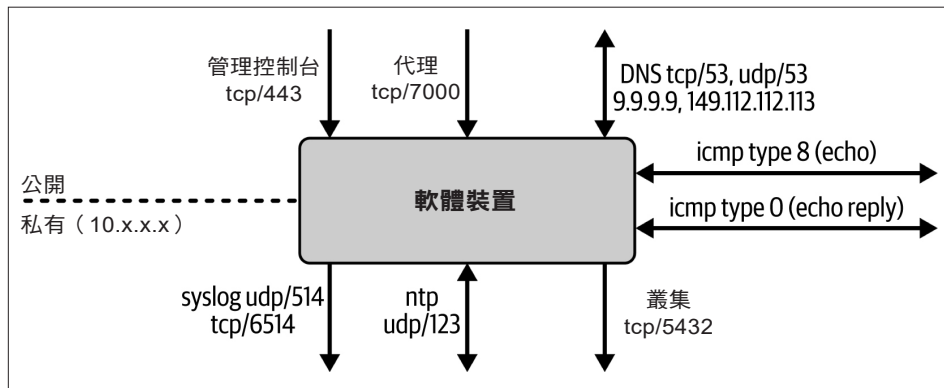 管理控制台
tcp/443
代理
tcp/7000
DNS tcp/53, udp/53
9.9.9.9, 149.112.112.113
icmp type 8 (echo)
公開
軟體裝置
私有（10.x.x.x）
icmp type 0 (echo reply)
syslog udp/514
tcp/6514
ntp
udp/123
叢集
tcp/5432